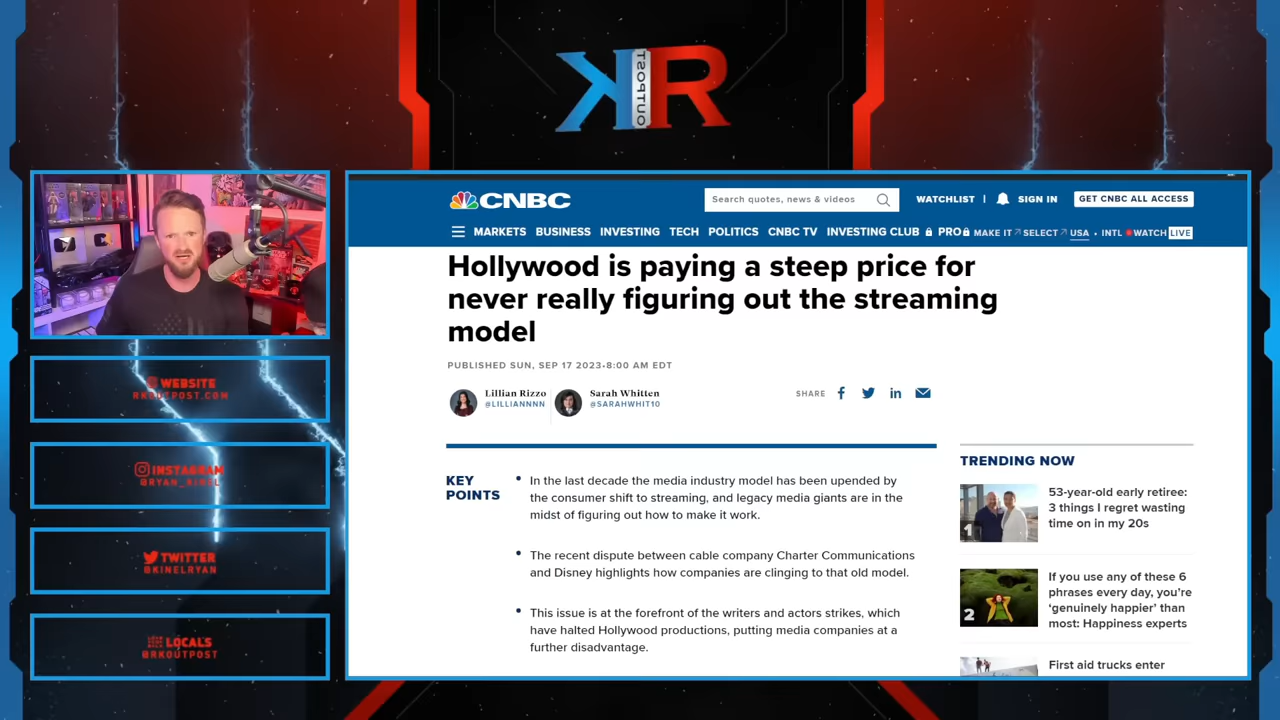 K OUTPOST R
WEBSITE
RKOUTPOST.COM
INSTAGRAM
@RYAN_KINEL
TWITTER
@KINELRYAN
LOCALS
@RKOUTPOST
CNBC
Search quotes, news & videos
WATCHLIST | SIGN IN
GET CNBC ALL ACCESS
MARKETS BUSINESS INVESTING TECH POLITICS CNBC TV INVESTING CLUB PRO MAKE IT SELECT USA • INTL WATCH LIVE
Hollywood is paying a steep price for
never really figuring out the streaming
model
PUBLISHED SUN, SEP 17 2023•8:00 AM EDT
Lillian Rizzo
@LILLIANNNN
Sarah Whitten
@SARAHWHIT10
SHARE
KEY
POINTS
• In the last decade the media industry model has been upended by
the consumer shift to streaming, and legacy media giants are in the
midst of figuring out how to make it work.
• The recent dispute between cable company Charter Communications
and Disney highlights how companies are clinging to that old model.
• This issue is at the forefront of the writers and actors strikes, which
have halted Hollywood productions, putting media companies at a
further disadvantage.
TRENDING NOW
1
53-year-old early retiree:
3 things I regret wasting
time on in my 20s
2
If you use any of these 6
phrases every day, you're
'genuinely happier' than
most: Happiness experts
First aid trucks enter